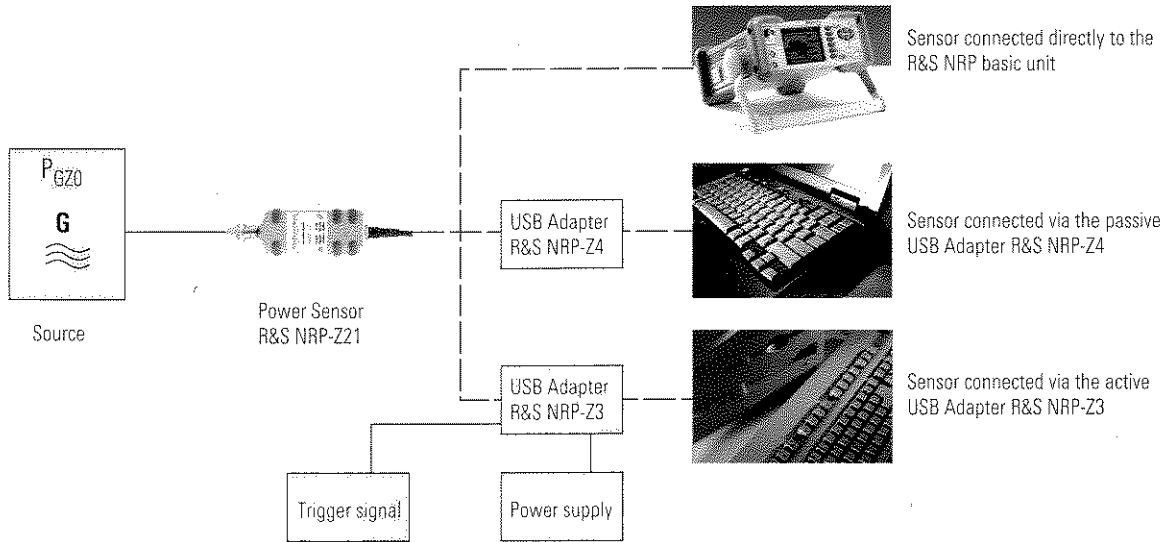 Sensor connected directly to the
R&S NRP basic unit
P_GZ0
G
Source
Power Sensor
R&S NRP-Z21
USB Adapter
R&S NRP-Z4
Sensor connected via the passive
USB Adapter R&S NRP-Z4
USB Adapter
R&S NRP-Z3
Sensor connected via the active
USB Adapter R&S NRP-Z3
Trigger signal
Power supply